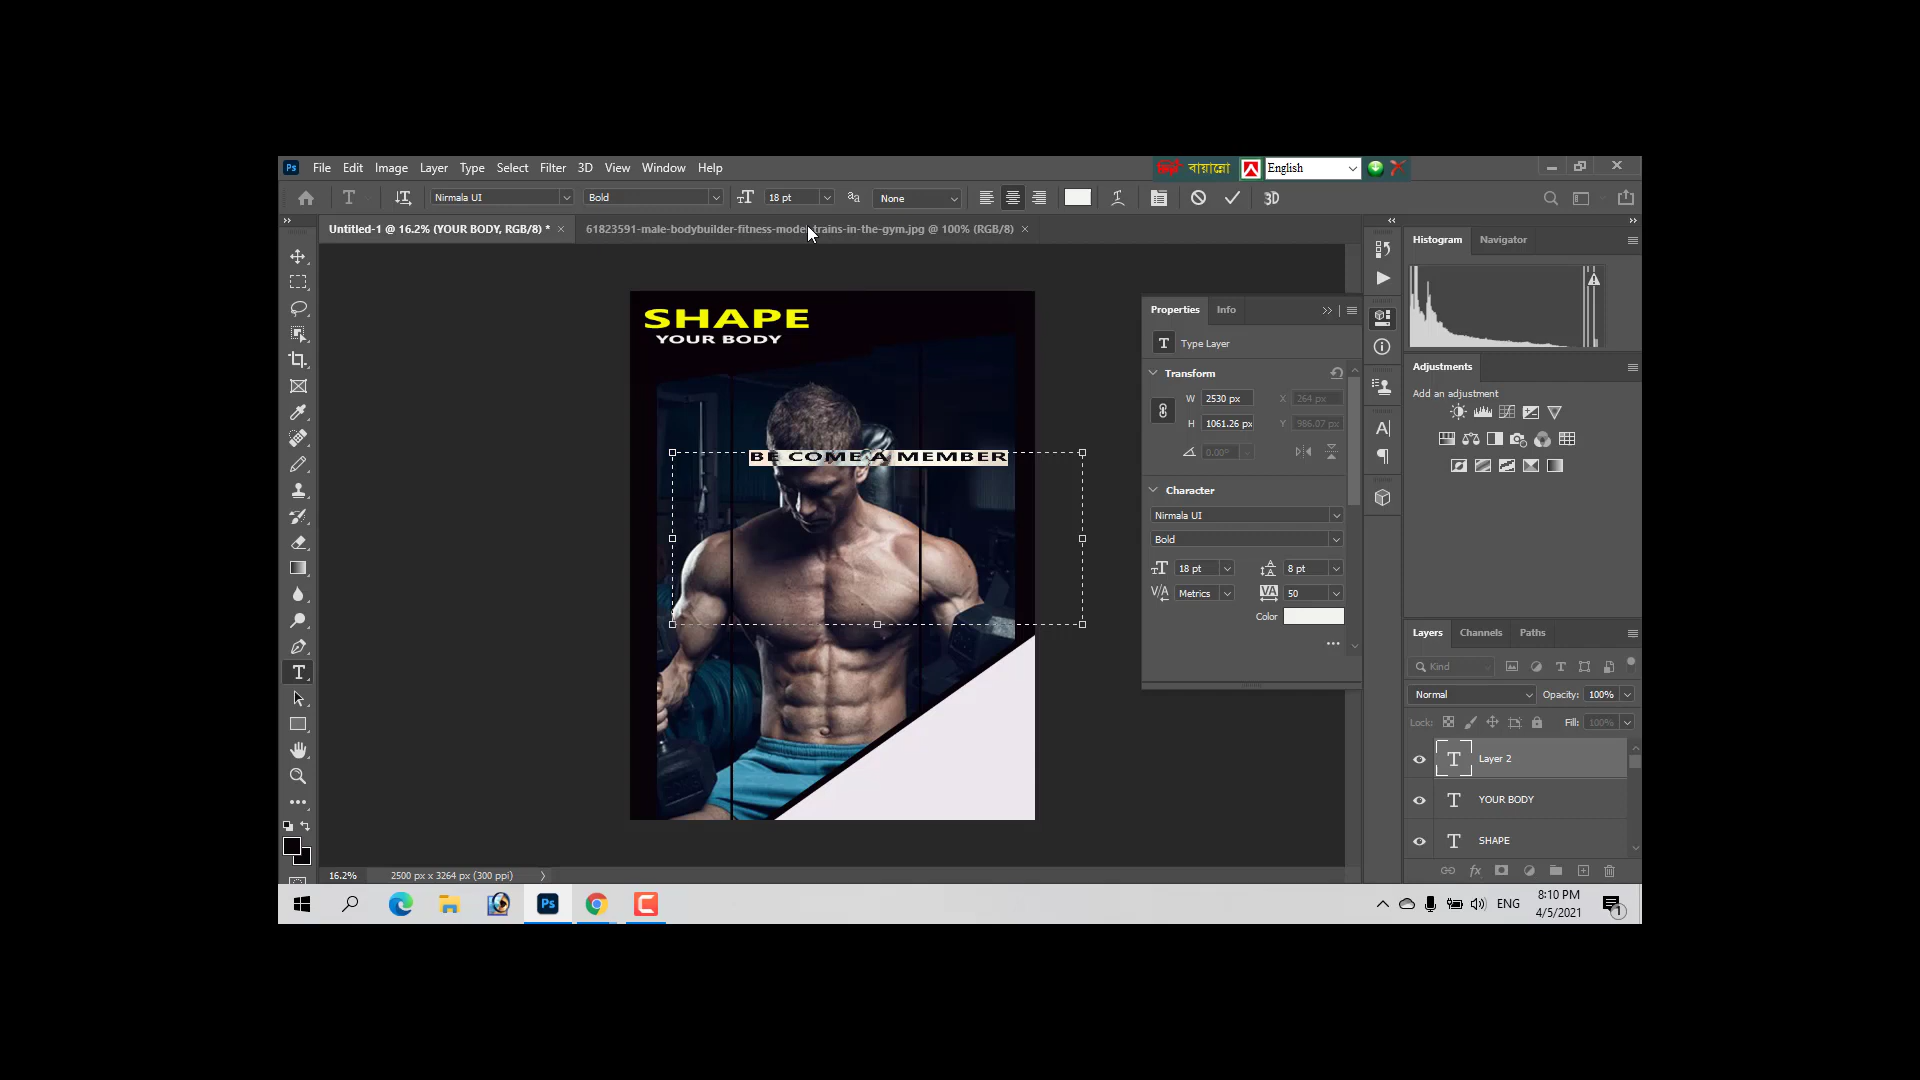 File Edit Image Layer Type Select Filter 3D View Window Help
বায়ান্নো English
Nirmala UI Bold 18 pt None 3D
Untitled-1 @ 16.2% (YOUR BODY, RGB/8) *
61823591-male-bodybuilder-fitness-mode trains-in-the-gym.jpg @ 100% (RGB/8)
SHAPE
YOUR BODY
BE COME A MEMBER
Properties Info
Type Layer
Transform
W 2530 px X 264 px
H 1061.26 px Y 986.07 px
0.00°
Character
Nirmala UI
Bold
18 pt 8 pt
Metrics 50
Color
Histogram Navigator
Adjustments
Add an adjustment
Layers Channels Paths
Kind
Normal Opacity: 100%
Lock: Fill: 100%
Layer 2
YOUR BODY
SHAPE
16.2% 2500 px x 3264 px (300 ppi)
ENG
8:10 PM
4/5/2021
1